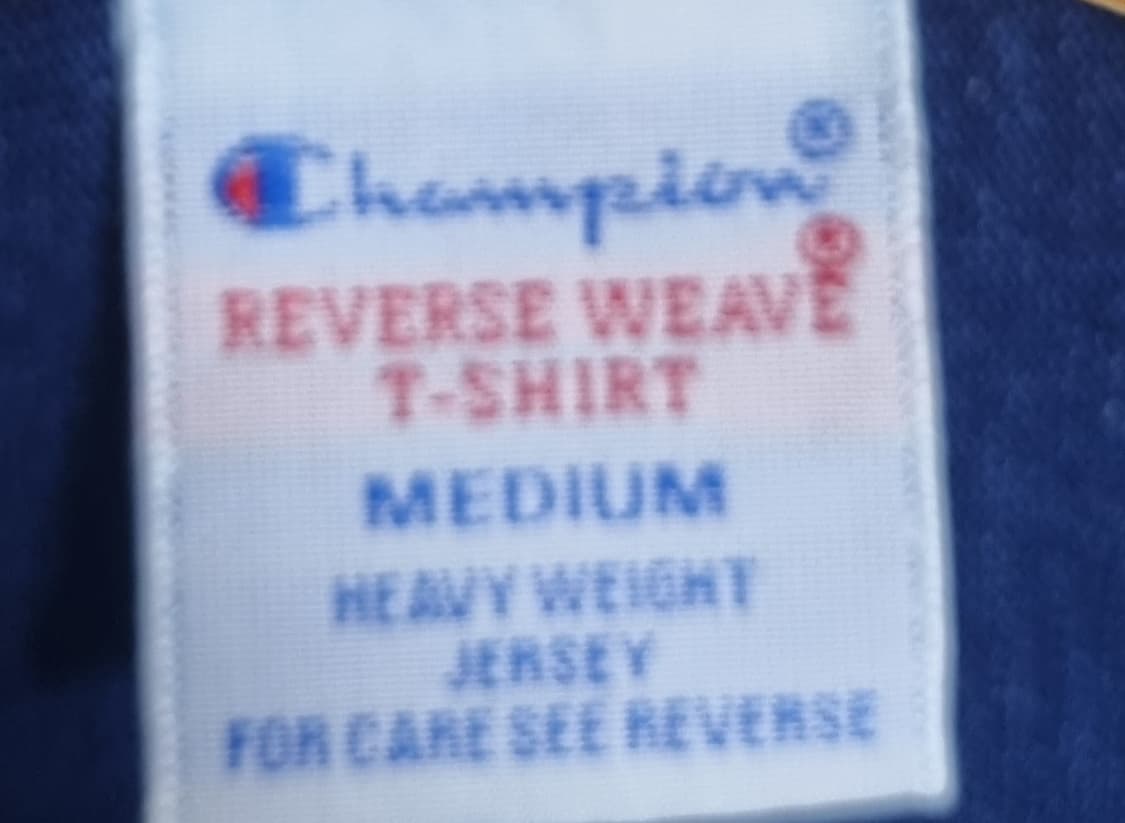 Champion®
REVERSE WEAVE®
T-SHIRT
MEDIUM
HEAVY WEIGHT
JERSEY
FOR CARE SEE REVERSE